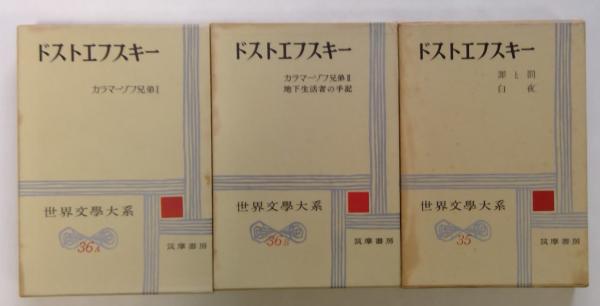 ドストエフスキー
カラマーゾフ兄弟Ⅰ
世界文學大系
36A
筑摩書房
ドストエフスキー
カラマーゾフ兄弟Ⅱ
地下生活者の手記
世界文學大系
36B
筑摩書房
ドストエフスキー
罪と罰
白夜
世界文學大系
35
筑摩書房